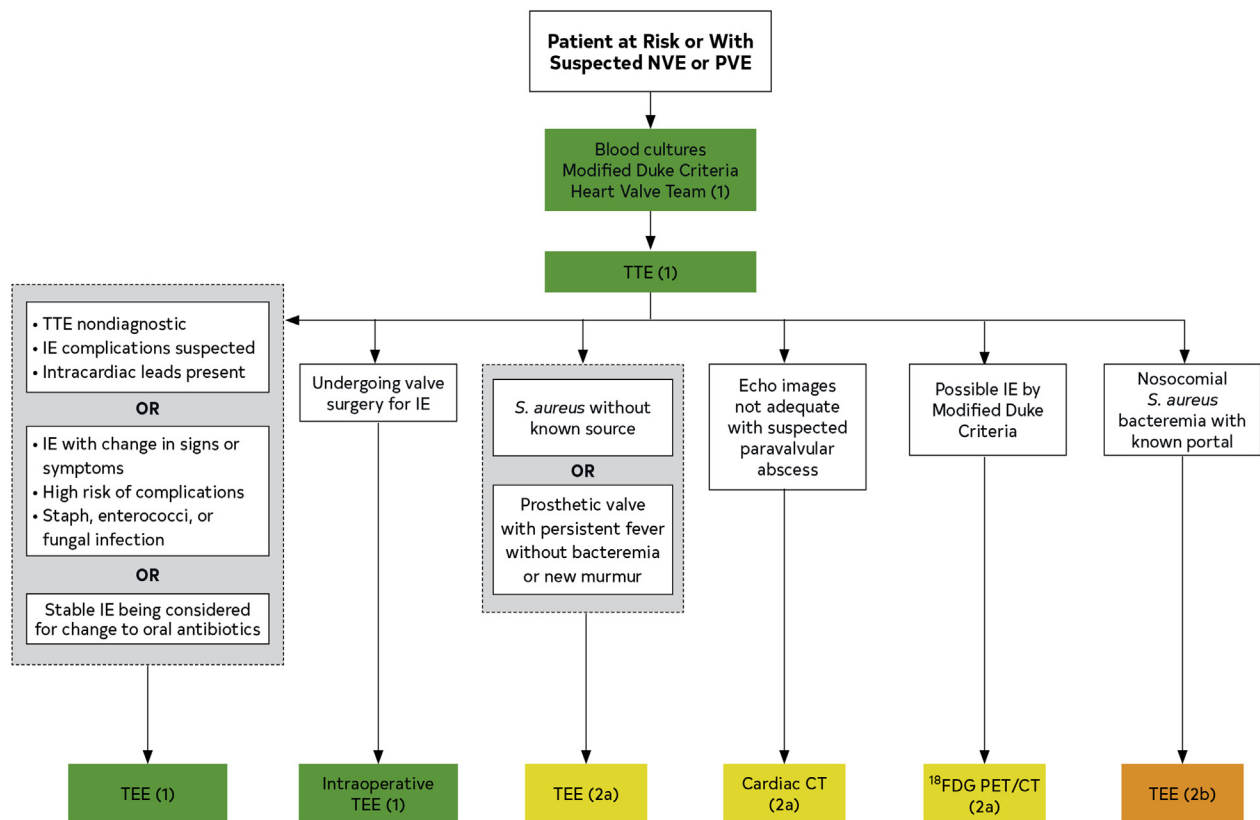 Patient at Risk or With
Suspected NVE or PVE
Blood cultures
Modified Duke Criteria
Heart Valve Team (1)
TTE (1)
• TTE nondiagnostic
• IE complications suspected
• Intracardiac leads present
OR
• IE with change in signs or
symptoms
• High risk of complications
• Staph, enterococci, or
fungal infection
OR
Stable IE being considered
for change to oral antibiotics
Undergoing valve
surgery for IE
S. aureus without
known source
OR
Prosthetic valve
with persistent fever
without bacteremia
or new murmur
Echo images
not adequate
with suspected
paravalvular
abscess
Possible IE by
Modified Duke
Criteria
Nosocomial
S. aureus
bacteremia with
known portal
TEE (1)
Intraoperative
TEE (1)
TEE (2a)
Cardiac CT
(2a)
¹⁸FDG PET/CT
(2a)
TEE (2b)